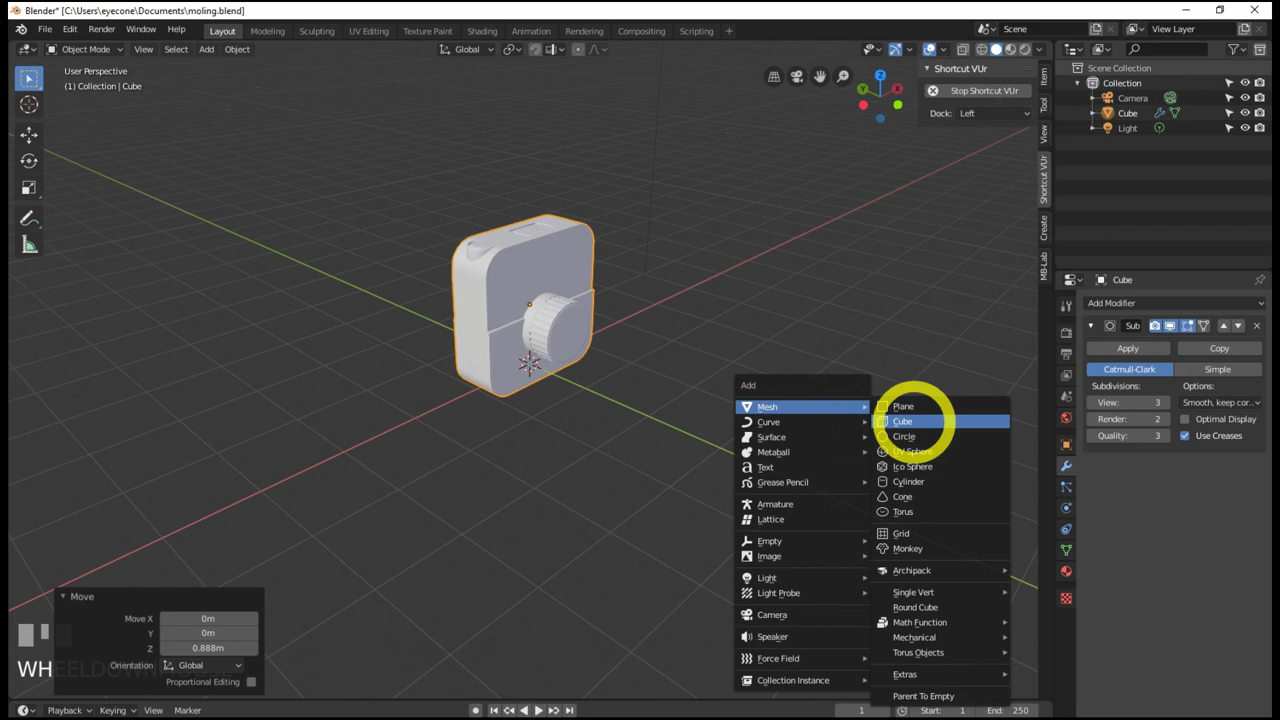 Blender* [C:\Users\eyecone\Documents\moling.blend]
File Edit Render Window Help Layout Modeling Sculpting UV Editing Texture Paint Shading Animation Rendering Compositing Scripting + Scene View Layer
Object Mode View Select Add Object Global
User Perspective
(1) Collection | Cube
Shortcut VUr
Stop Shortcut VUr
Dock: Left
Z
Y
X
Item
Tool
View
Shortcut VUr
Create
MB-Lab
Scene Collection
Collection
Camera
Cube
Light
Cube
Add Modifier
Sub
Apply Copy
Catmull-Clark Simple
Subdivisions: Options:
View: 3 Smooth, keep cor..
Render: 2 Optimal Display
Quality: 3 Use Creases
Add
Mesh
Curve
Surface
Metaball
Text
Grease Pencil
Armature
Lattice
Empty
Image
Light
Light Probe
Camera
Speaker
Force Field
Collection Instance
Plane
Cube
Circle
UV Sphere
Ico Sphere
Cylinder
Cone
Torus
Grid
Monkey
Archipack
Single Vert
Round Cube
Math Function
Mechanical
Torus Objects
Extras
Parent To Empty
Move
Move X 0m
Y 0m
Z 0.888m
Orientation Global
Proportional Editing
Playback Keying View Marker 1 Start: 1 End: 250